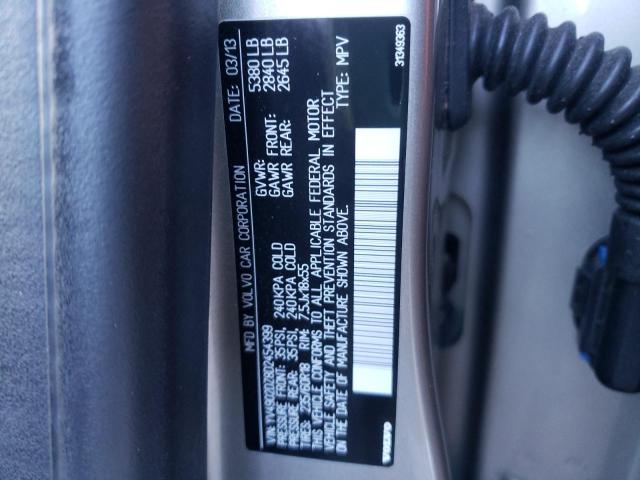 MFD BY VOLVO CAR CORPORATION DATE: 03/13
GVWR: 5380 LB
GAWR FRONT: 2840 LB
GAWR REAR: 2645 LB
PRESSURE FRONT: 35PSI, 240KPA COLD
PRESSURE REAR: 35PSI, 240KPA COLD
TIRES: 235/60R18 RIM: 7,5Jx18x55
TYPE: MPV
THIS VEHICLE CONFORMS TO ALL APPLICABLE FEDERAL MOTOR
VEHICLE SAFETY AND THEFT PREVENTION STANDARDS IN EFFECT
ON THE DATE OF MANUFACTURE SHOWN ABOVE.
VOLVO
31349363